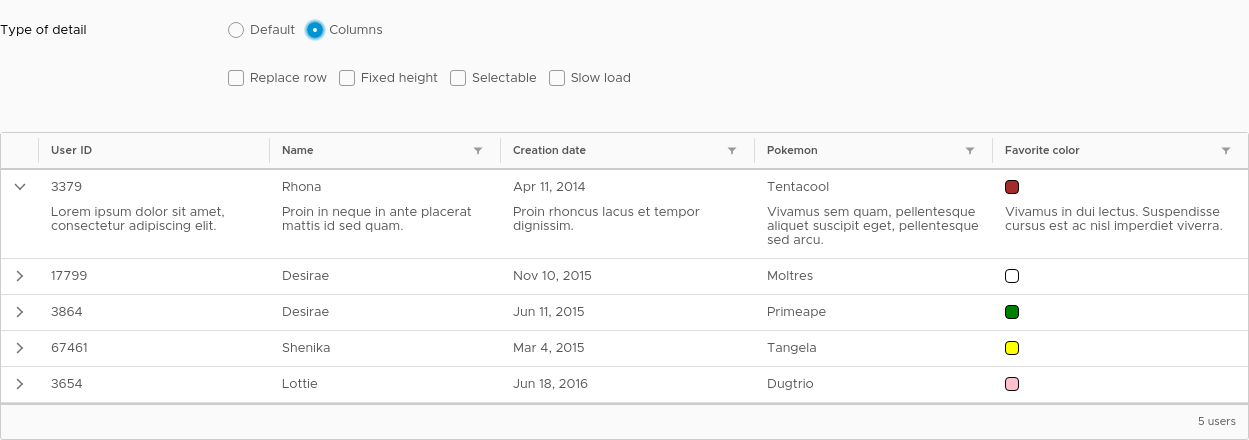 Type of detail Default Columns
Replace row Fixed height Selectable Slow load
User ID Name Creation date Pokemon Favorite color
3379 Rhona Apr 11, 2014 Tentacool
Lorem ipsum dolor sit amet, Proin in neque in ante placerat Proin rhoncus lacus et tempor Vivamus sem quam, pellentesque Vivamus in dui lectus. Suspendisse
consectetur adipiscing elit. mattis id sed quam. dignissim. aliquet suscipit eget, pellentesque cursus est ac nisl imperdiet viverra.
sed arcu.
17799 Desirae Nov 10, 2015 Moltres
3864 Desirae Jun 11, 2015 Primeape
67461 Shenika Mar 4, 2015 Tangela
3654 Lottie Jun 18, 2016 Dugtrio
5 users